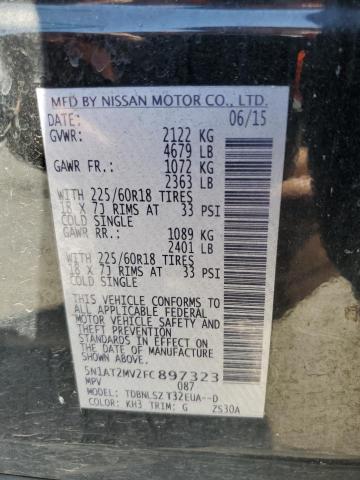 MFD BY NISSAN MOTOR CO., LTD.
DATE: 06/15
GVWR: 2122 KG
4679 LB
GAWR FR.: 1072 KG
2363 LB
WITH 225/60R18 TIRES
18 X 7J RIMS AT 33 PSI
COLD SINGLE
GAWR RR.: 1089 KG
2401 LB
WITH 225/60R18 TIRES
18 X 7J RIMS AT 33 PSI
COLD SINGLE
THIS VEHICLE CONFORMS TO
ALL APPLICABLE FEDERAL
MOTOR VEHICLE SAFETY
AND THEFT PREVENTION
STANDARDS IN EFFECT
ON THE DATE OF
MANUFACTURE SHOWN ABOVE.
5N1AT2MV2FC897323
MPV 087
MODEL: TDBNLSZ T32EUA--D
COLOR: KH3 TRIM: G ZS30A